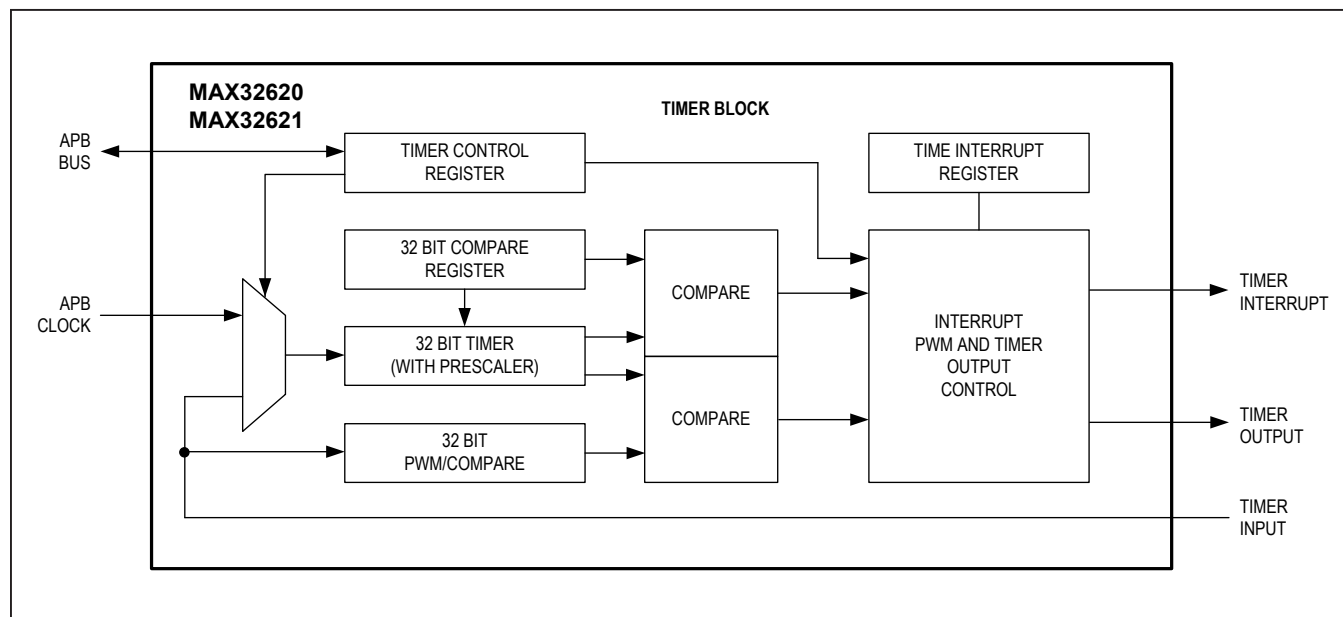 MAX32620
MAX32621
TIMER BLOCK
APB
BUS
TIMER CONTROL
REGISTER
TIME INTERRUPT
REGISTER
32 BIT COMPARE
REGISTER
COMPARE
APB
CLOCK
32 BIT TIMER
(WITH PRESCALER)
INTERRUPT
PWM AND TIMER
OUTPUT
CONTROL
TIMER
INTERRUPT
COMPARE
32 BIT
PWM/COMPARE
TIMER
OUTPUT
TIMER
INPUT